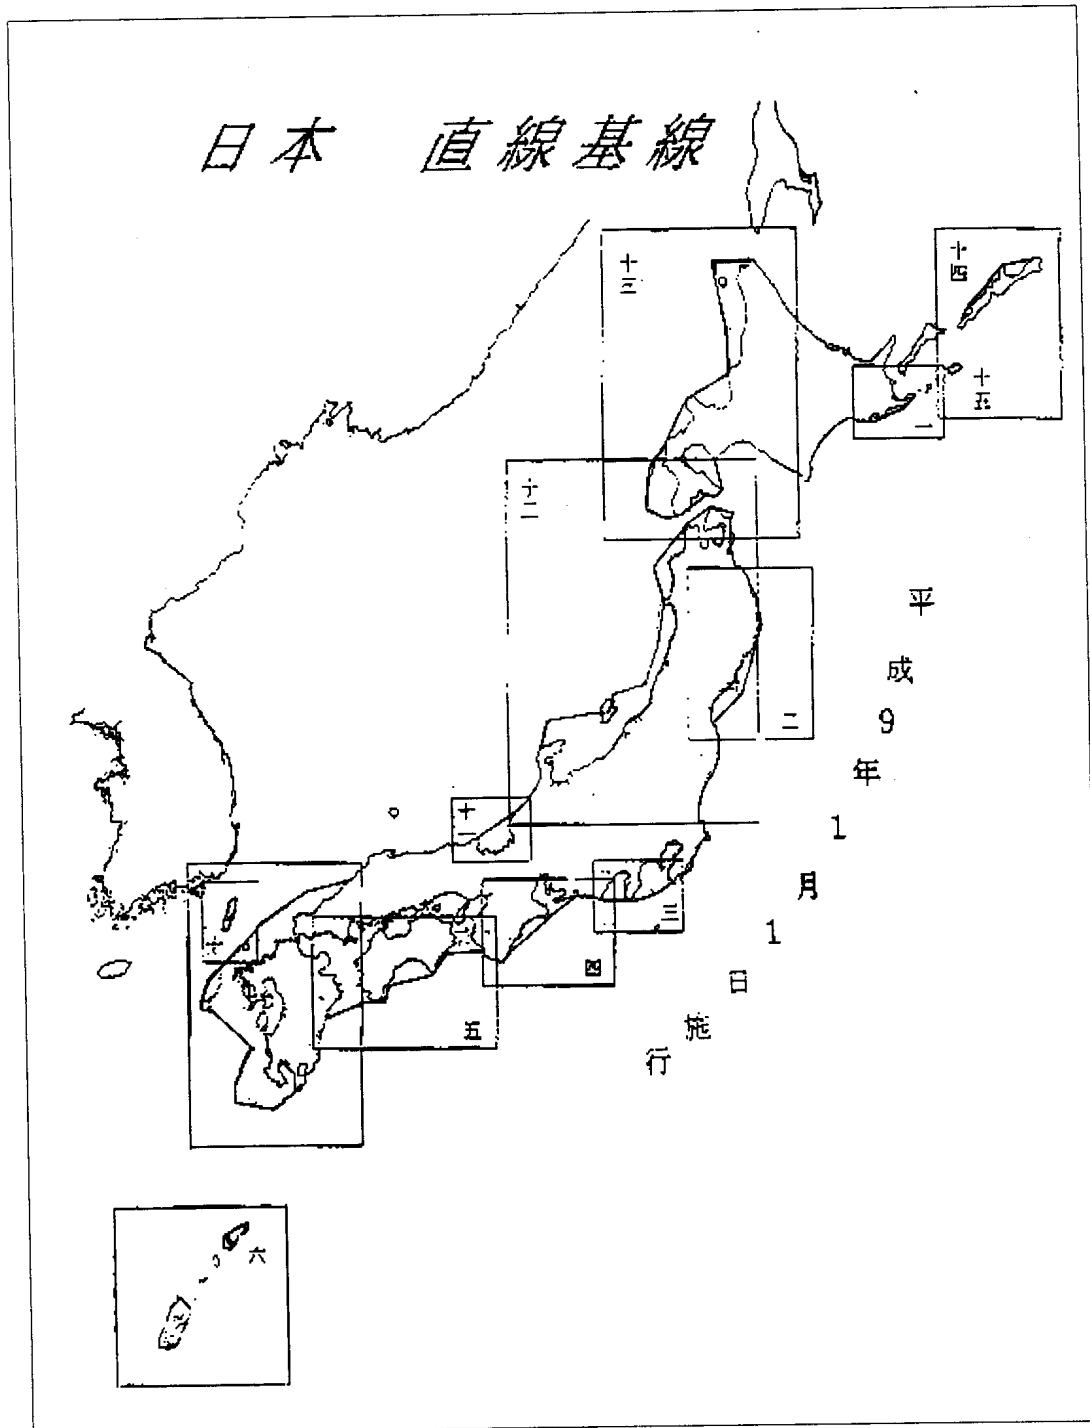 日本 直線基線
十三
十四
十五
一
十二
二
十一
三
四
五
六
平成9年1月1日施行